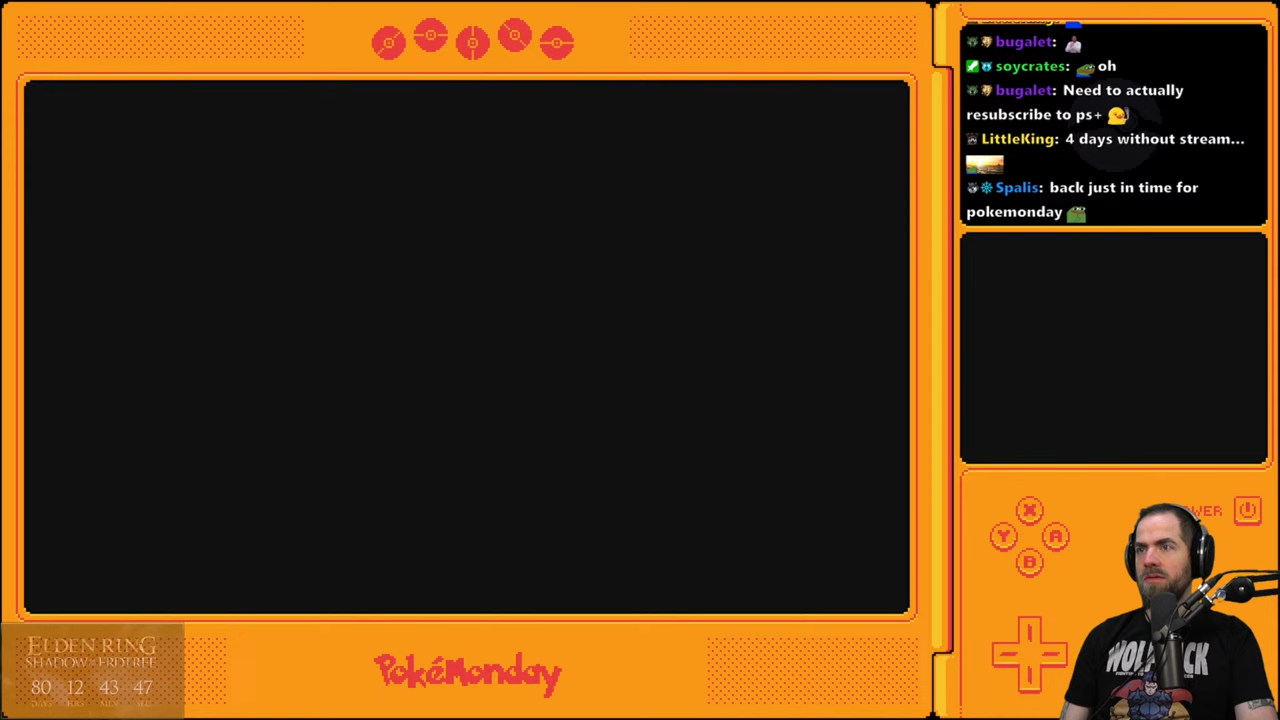 bugalet:
soycrates: oh
bugalet: Need to actually
resubscribe to ps+
LittleKing: 4 days without stream...
Spalis: back just in time for
pokemonday
X
Y A
B
WOLFPACK
ELDEN RING
SHADOW OF THE ERDTREE
80 12 43 47
PokéMonday